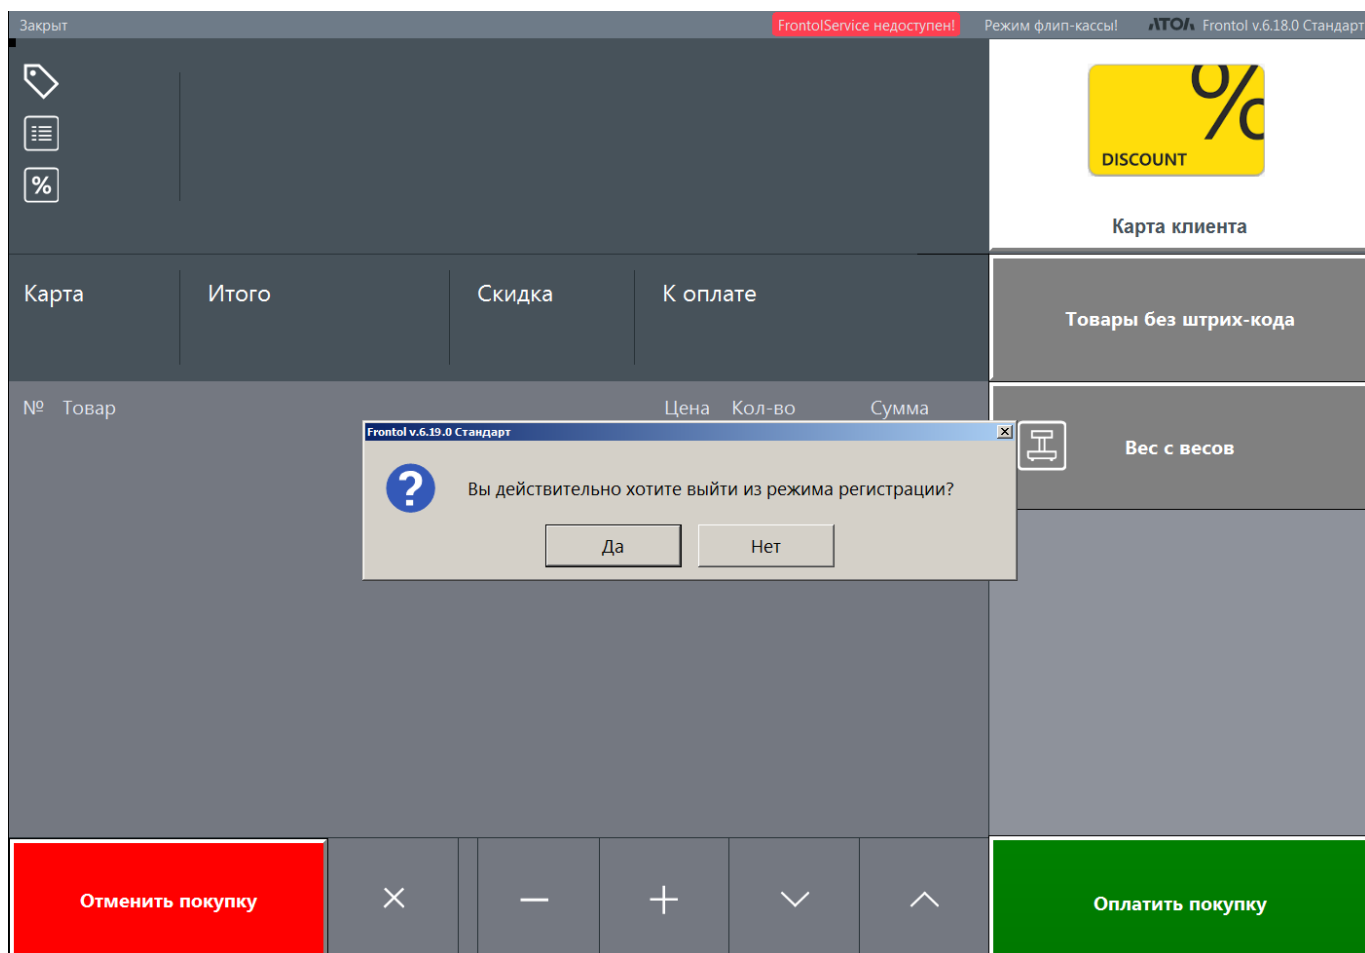 Закрыт
FrontolService недоступен!
Режим флип-кассы!
АТОЛ Frontol v.6.18.0 Стандарт
%
%
DISCOUNT
Карта клиента
Карта
Итого
Скидка
К оплате
Товары без штрих-кода
№ Товар Цена Кол-во Сумма
Frontol v.6.19.0 Стандарт
Вес с весов
?
Вы действительно хотите выйти из режима регистрации?
Да
Нет
Отменить покупку
Оплатить покупку